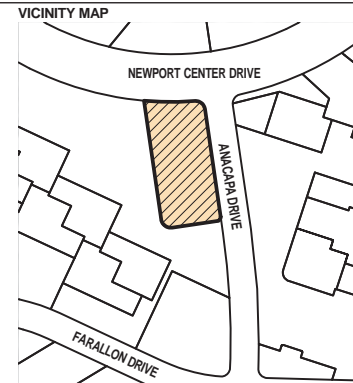 VICINITY MAP
NEWPORT CENTER DRIVE
ANACAPA DRIVE
FARALLON DRIVE